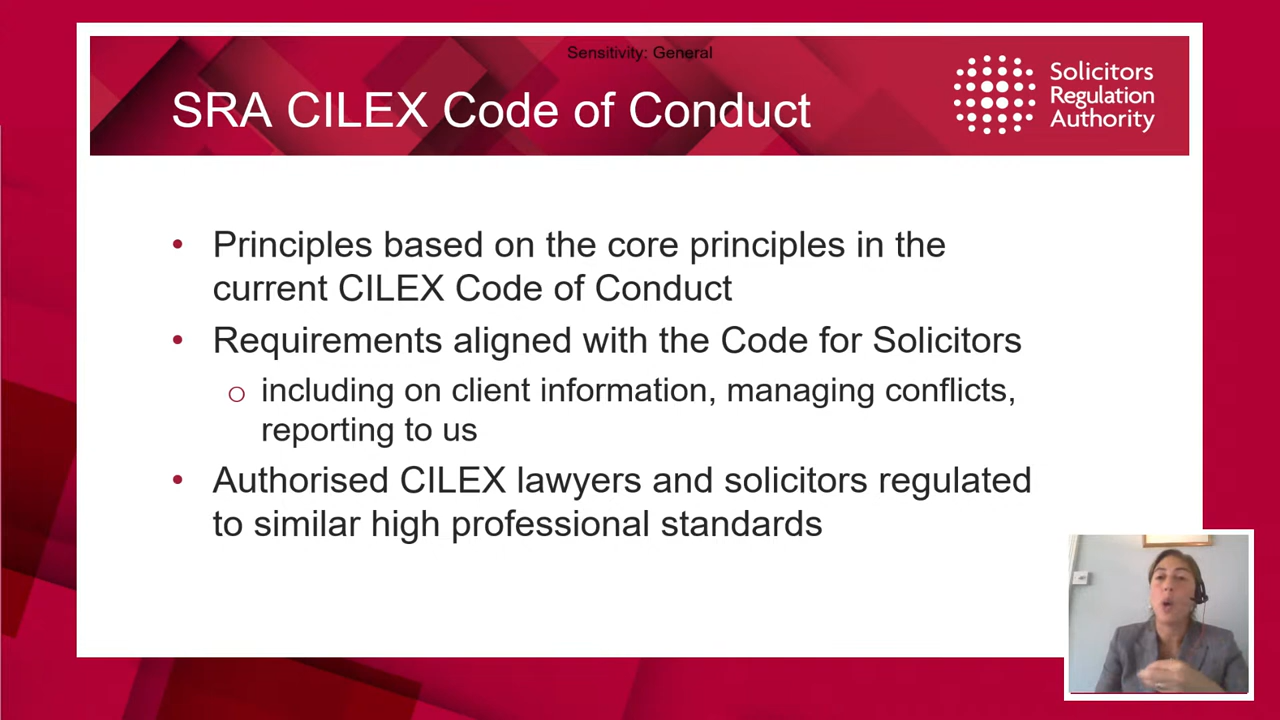 Sensitivity: General
SRA CILEX Code of Conduct
Solicitors
Regulation
Authority
• Principles based on the core principles in the
current CILEX Code of Conduct
• Requirements aligned with the Code for Solicitors
o including on client information, managing conflicts,
reporting to us
• Authorised CILEX lawyers and solicitors regulated
to similar high professional standards